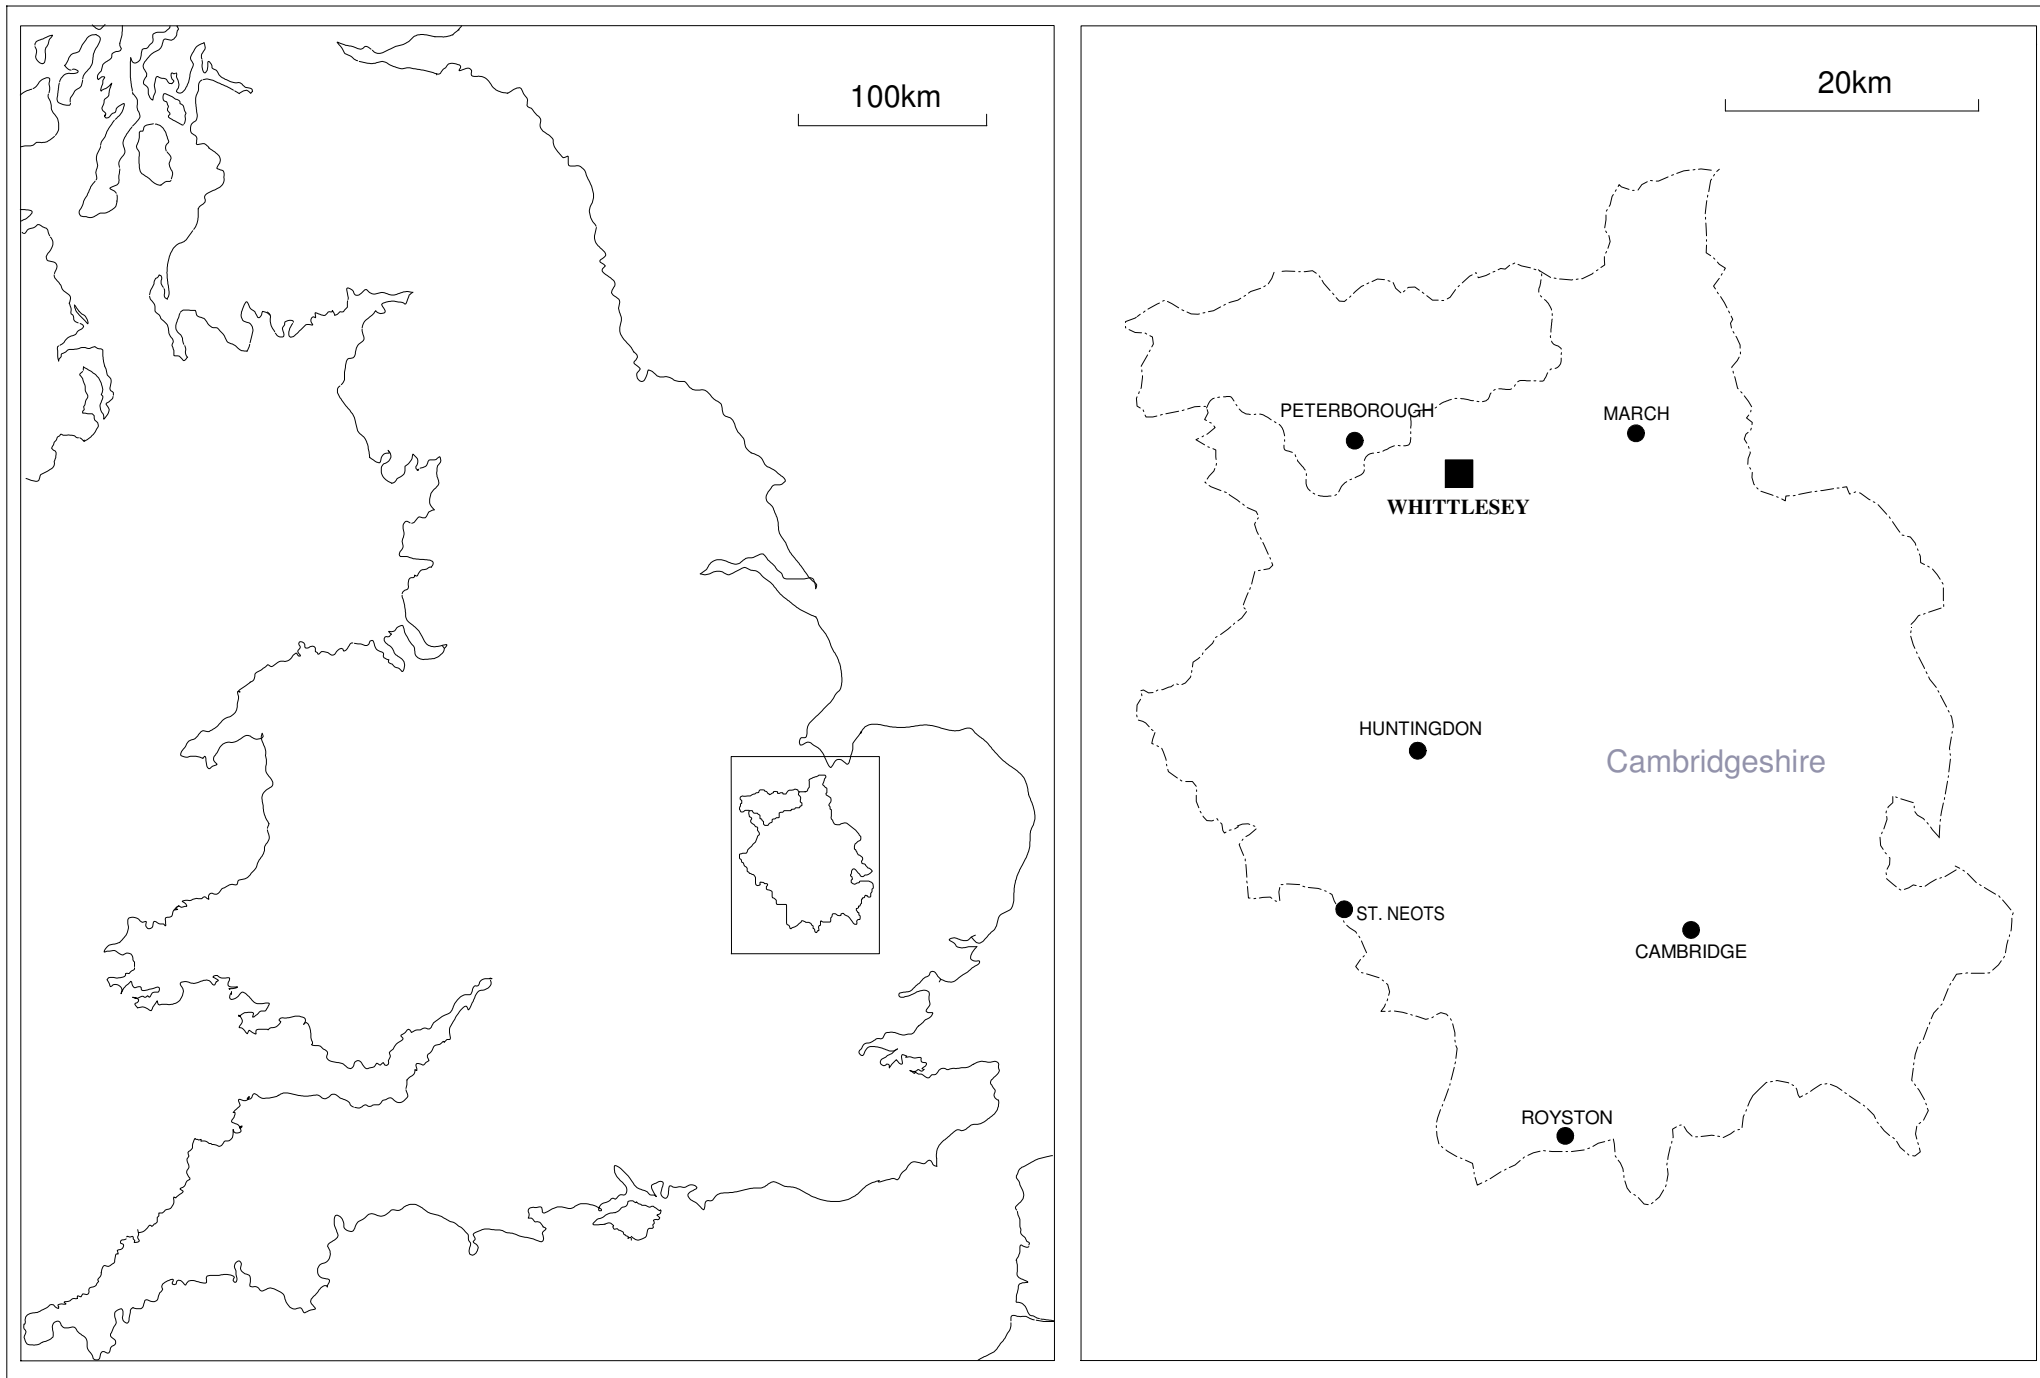 100km
20km
PETERBOROUGH
MARCH
WHITTLESEY
HUNTINGDON
Cambridgeshire
ST. NEOTS
CAMBRIDGE
ROYSTON